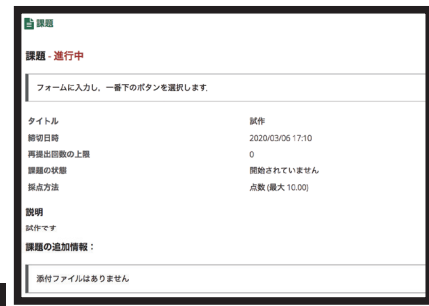 課題
課題 - 進行中
フォームに入力し、一番下のボタンを選択します。
タイトル 試作
締切日時 2020/03/06 17:10
再提出回数の上限 0
課題の状態 開始されていません
採点方法 点数 (最大 10.00)
説明
試作です
課題の追加情報：
添付ファイルはありません